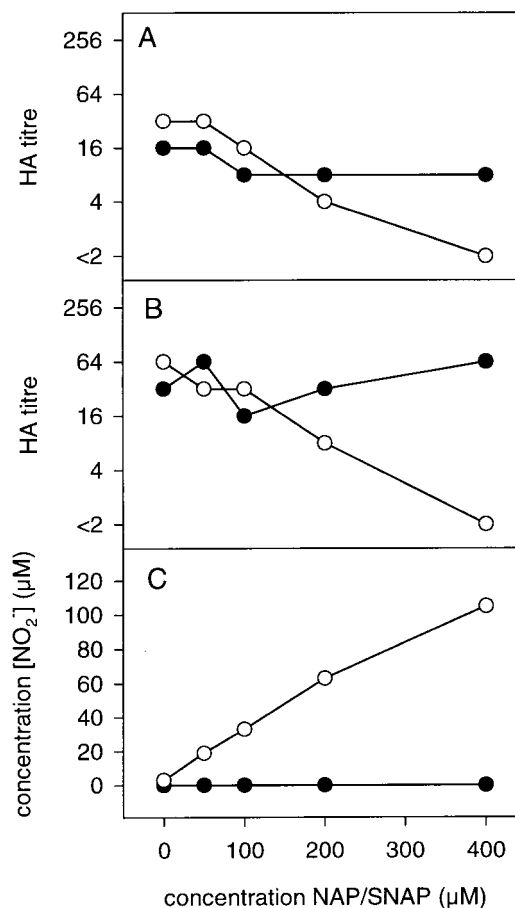 A
256
64
16
4
<2
HA titre
B
256
64
16
4
<2
HA titre
C
120
100
80
60
40
20
0
concentration [NO2] (µM)
0 100 200 300 400
concentration NAP/SNAP (µM)